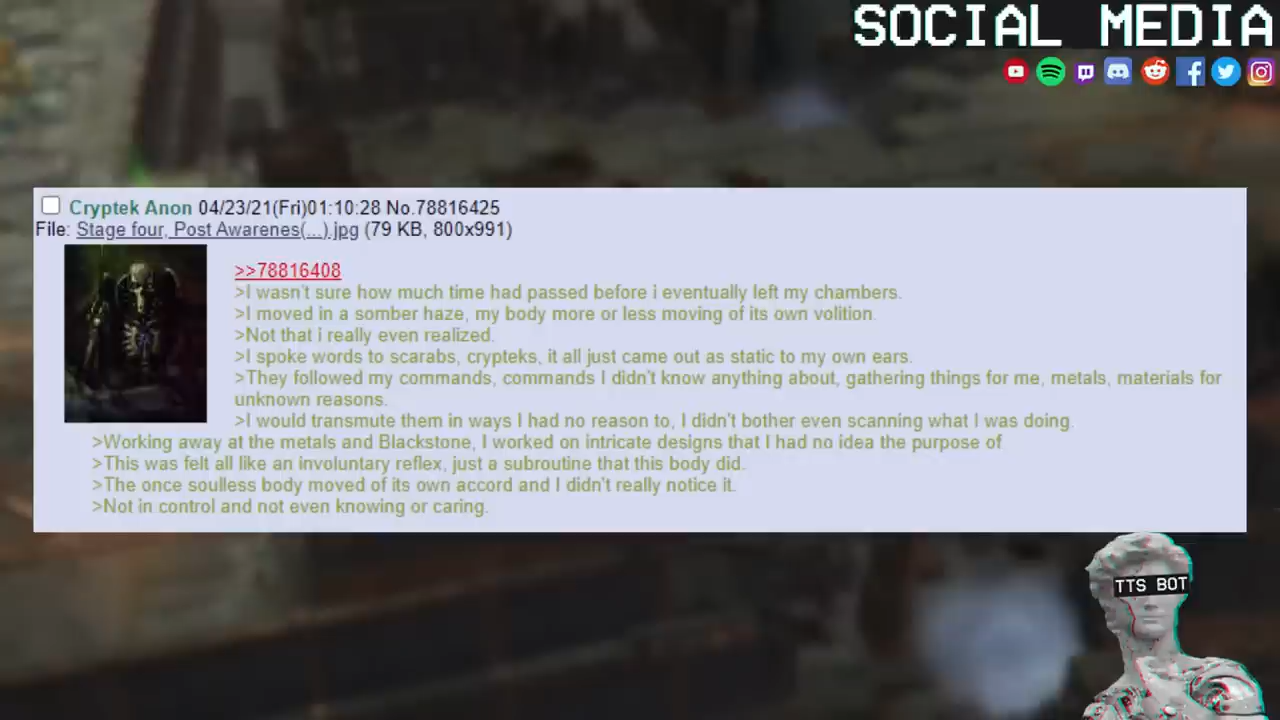 SOCIAL MEDIA
Cryptek Anon 04/23/21(Fri)01:10:28 No.78816425
File: Stage four, Post Awarenes(...).jpg (79 KB, 800x991)
>>78816408
>I wasn't sure how much time had passed before i eventually left my chambers.
>I moved in a somber haze, my body more or less moving of its own volition.
>Not that i really even realized.
>I spoke words to scarabs, crypteks, it all just came out as static to my own ears.
>They followed my commands, commands I didn't know anything about, gathering things for me, metals, materials for
unknown reasons.
>I would transmute them in ways I had no reason to, I didn't bother even scanning what I was doing.
>Working away at the metals and Blackstone, I worked on intricate designs that I had no idea the purpose of
>This was felt all like an involuntary reflex, just a subroutine that this body did.
>The once soulless body moved of its own accord and I didn't really notice it.
>Not in control and not even knowing or caring.
TTS BOT